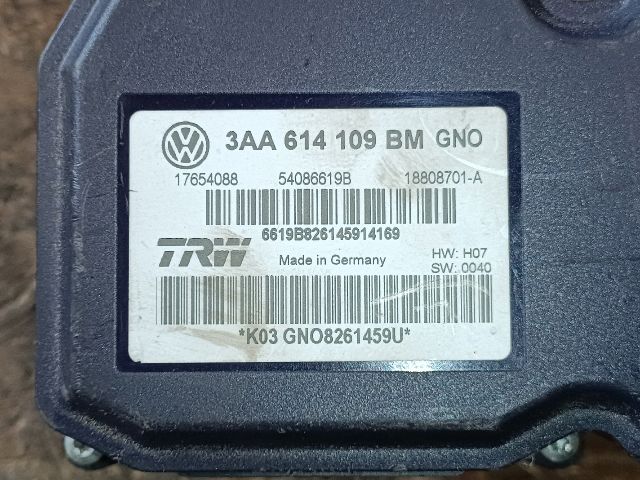 3AA 614 109 BM GNO
17654088 54086619B 18808701-A
6619B826145914169
TRW Made in Germany HW: H07
SW: 0040
*K03 GNO8261459U*